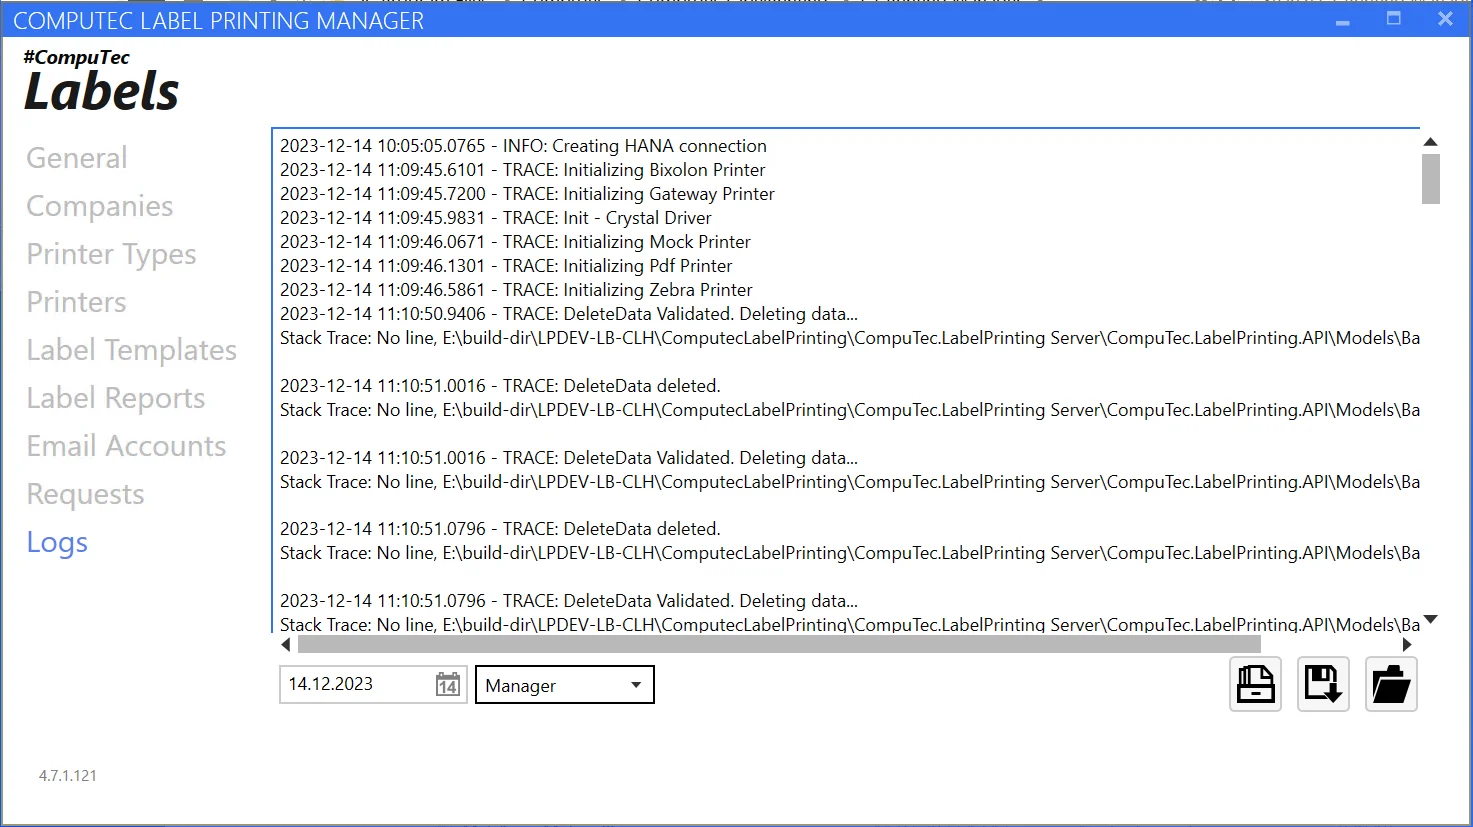 COMPUTEC LABEL PRINTING MANAGER
#CompuTec
Labels
General
Companies
Printer Types
Printers
Label Templates
Label Reports
Email Accounts
Requests
Logs
2023-12-14 10:05:05.0765 - INFO: Creating HANA connection
2023-12-14 11:09:45.6101 - TRACE: Initializing Bixolon Printer
2023-12-14 11:09:45.7200 - TRACE: Initializing Gateway Printer
2023-12-14 11:09:45.9831 - TRACE: Init - Crystal Driver
2023-12-14 11:09:46.0671 - TRACE: Initializing Mock Printer
2023-12-14 11:09:46.1301 - TRACE: Initializing Pdf Printer
2023-12-14 11:09:46.5861 - TRACE: Initializing Zebra Printer
2023-12-14 11:10:50.9406 - TRACE: DeleteData Validated. Deleting data...
Stack Trace: No line, E:\build-dir\LPDEV-LB-CLH\ComputecLabelPrinting\CompuTec.LabelPrinting Server\CompuTec.LabelPrinting.API\Models\Ba
2023-12-14 11:10:51.0016 - TRACE: DeleteData deleted.
Stack Trace: No line, E:\build-dir\LPDEV-LB-CLH\ComputecLabelPrinting\CompuTec.LabelPrinting Server\CompuTec.LabelPrinting.API\Models\Ba
2023-12-14 11:10:51.0016 - TRACE: DeleteData Validated. Deleting data...
Stack Trace: No line, E:\build-dir\LPDEV-LB-CLH\ComputecLabelPrinting\CompuTec.LabelPrinting Server\CompuTec.LabelPrinting.API\Models\Ba
2023-12-14 11:10:51.0796 - TRACE: DeleteData deleted.
Stack Trace: No line, E:\build-dir\LPDEV-LB-CLH\ComputecLabelPrinting\CompuTec.LabelPrinting Server\CompuTec.LabelPrinting.API\Models\Ba
2023-12-14 11:10:51.0796 - TRACE: DeleteData Validated. Deleting data...
Stack Trace: No line, E:\build-dir\LPDEV-LB-CLH\ComputecLabelPrinting\CompuTec.LabelPrinting Server\CompuTec.LabelPrinting.API\Models\Ba
14.12.2023
14
Manager
4.7.1.121